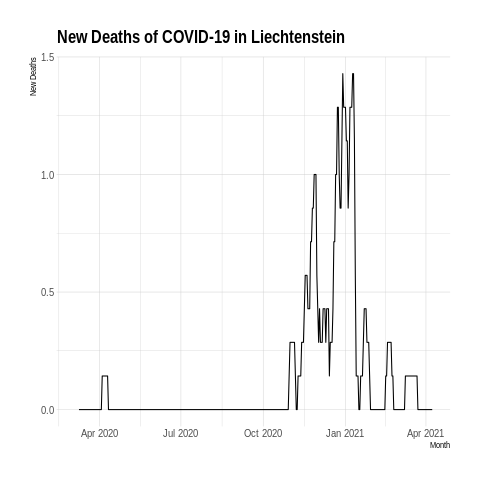 New Deaths of COVID-19 in Liechtenstein
New Deaths
1.5
1.0
0.5
0.0
Apr 2020 Jul 2020 Oct 2020 Jan 2021 Apr 2021
Month